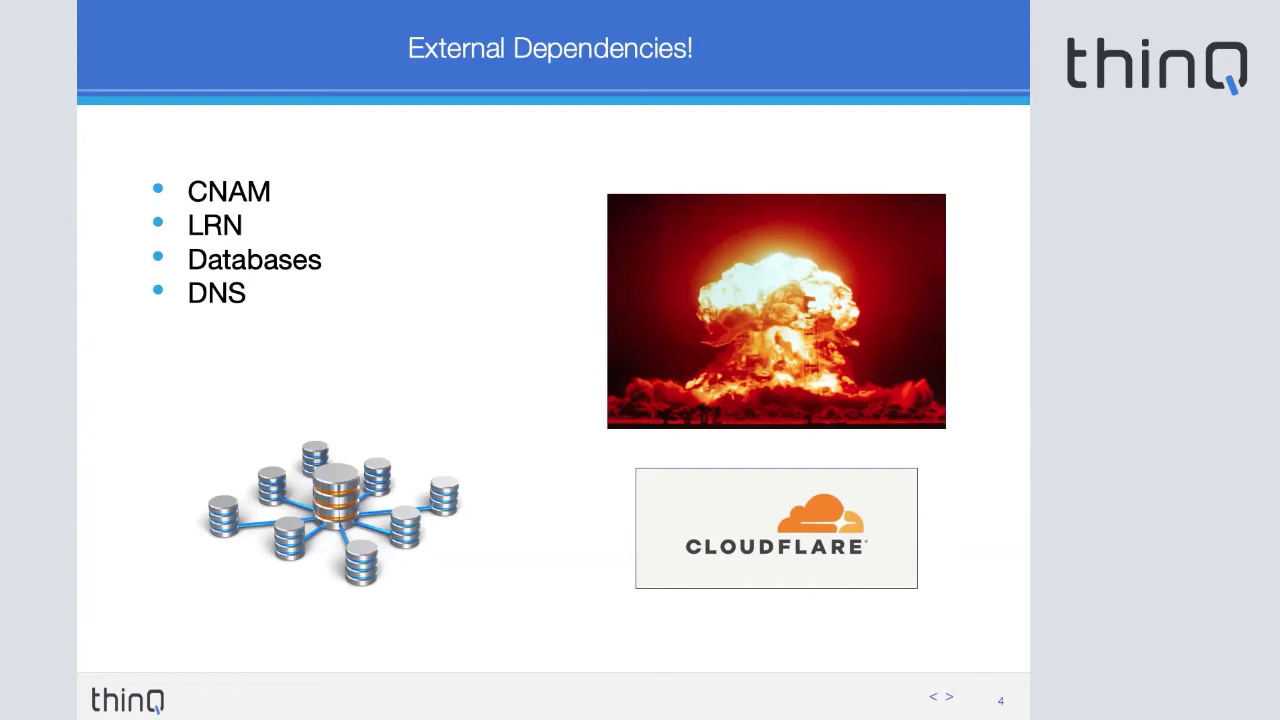 External Dependencies!
thinQ
CNAM
LRN
Databases
DNS
CLOUDFLARE
thinQ
< >
4